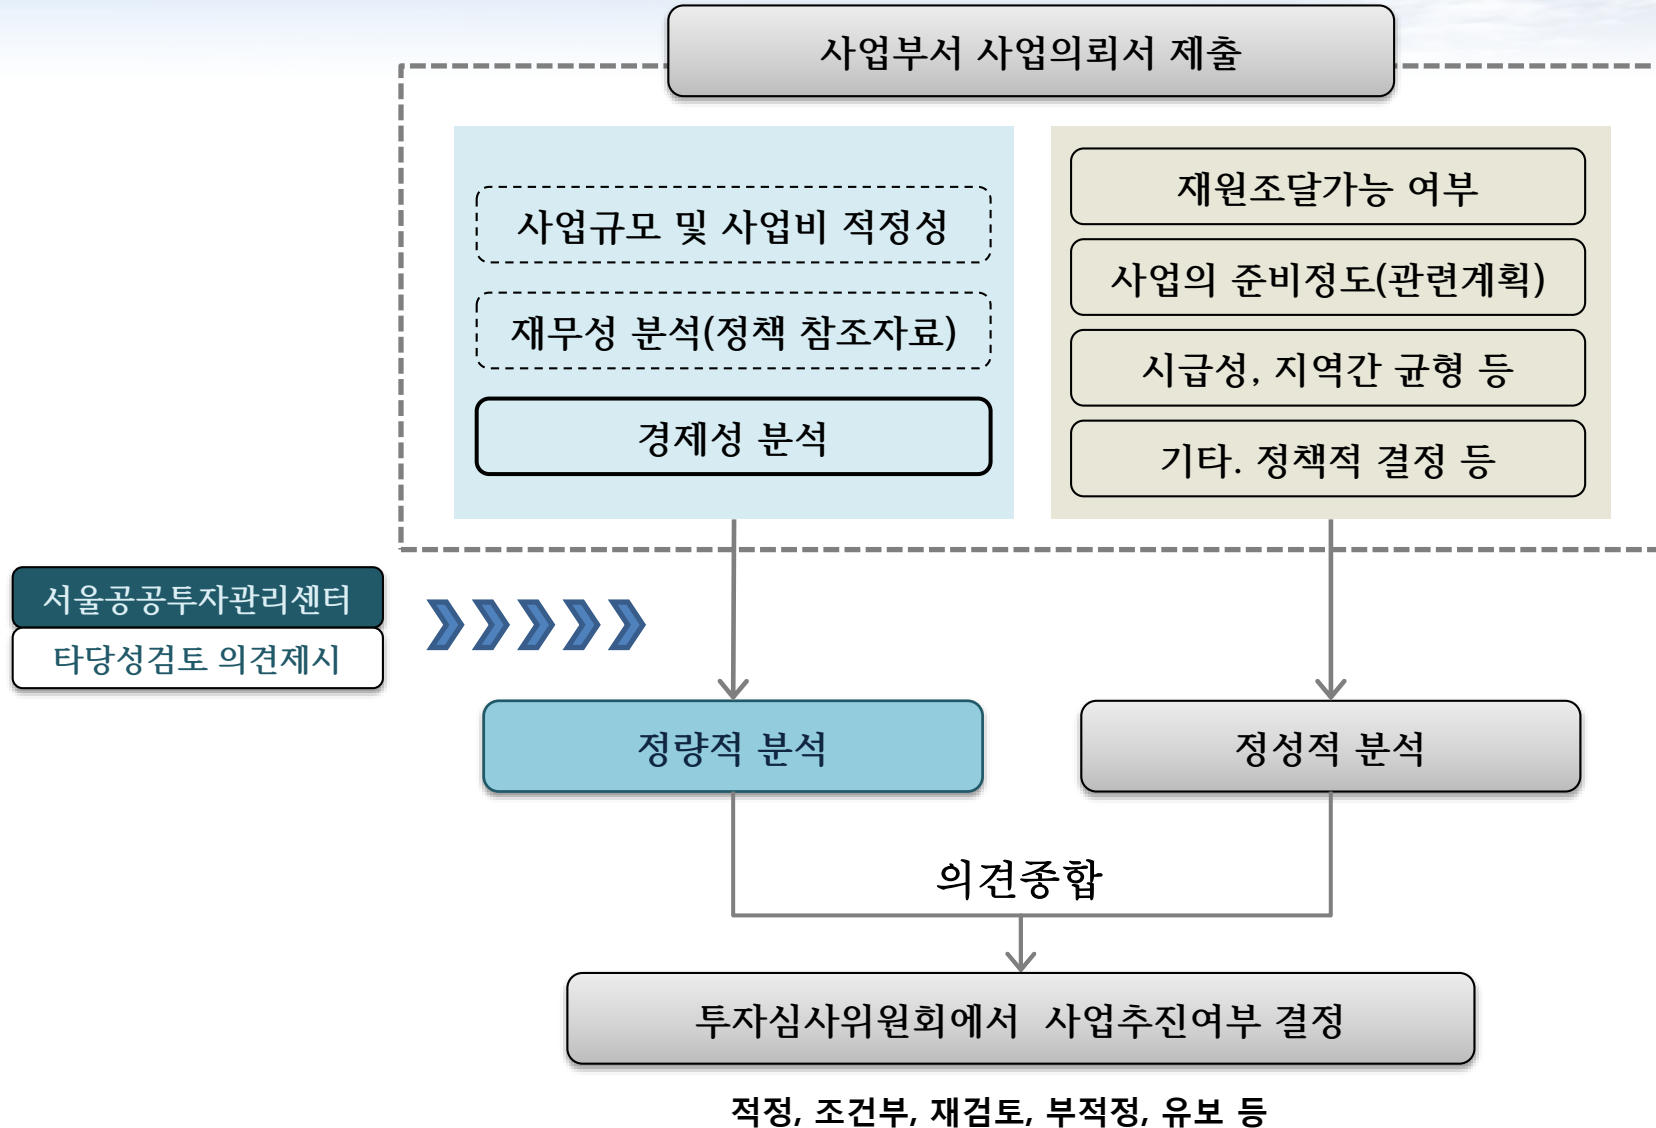 사업부서 사업의뢰서 제출
사업규모 및 사업비 적정성
재무성 분석(정책 참조자료)
경제성 분석
재원조달가능 여부
사업의 준비정도(관련계획)
시급성, 지역간 균형 등
기타. 정책적 결정 등
서울공공투자관리센터
타당성검토 의견제시
정량적 분석
정성적 분석
의견종합
투자심사위원회에서 사업추진여부 결정
적정, 조건부, 재검토, 부적정, 유보 등